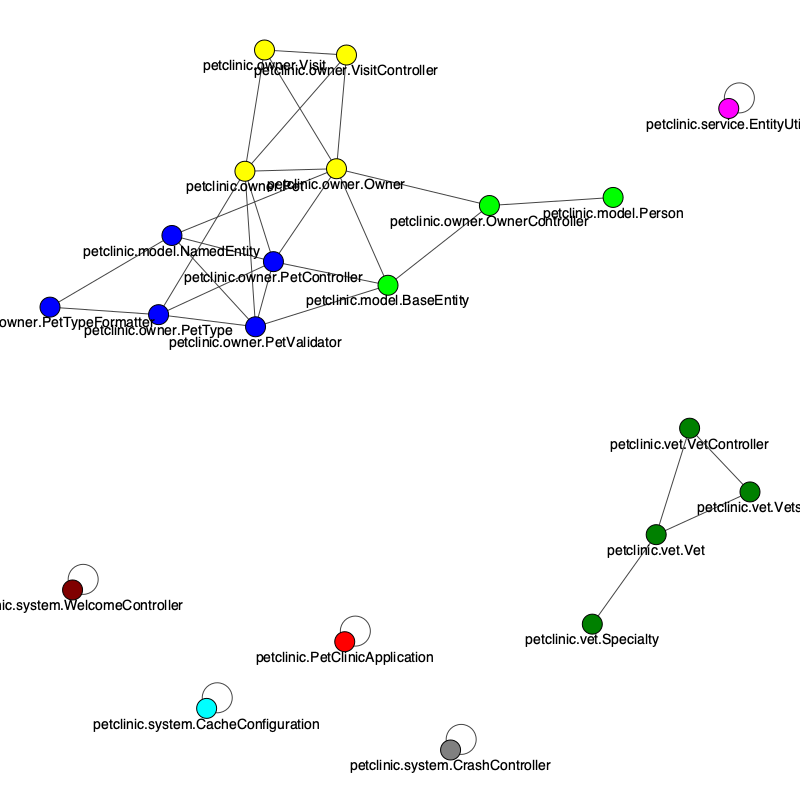 petclinic.owner.Visit
petclinic.owner.VisitController
petclinic.service.EntityUti
petclinic.owner.Pet
petclinic.owner.Owner
petclinic.model.Person
petclinic.owner.OwnerController
petclinic.model.NamedEntity
petclinic.owner.PetController
petclinic.model.BaseEntity
owner.PetTypeFormatter
petclinic.owner.PetType
petclinic.owner.PetValidator
petclinic.vet.VetController
petclinic.vet.Vets
petclinic.vet.Vet
nic.system.WelcomeController
petclinic.vet.Specialty
petclinic.PetClinicApplication
petclinic.system.CacheConfiguration
petclinic.system.CrashController